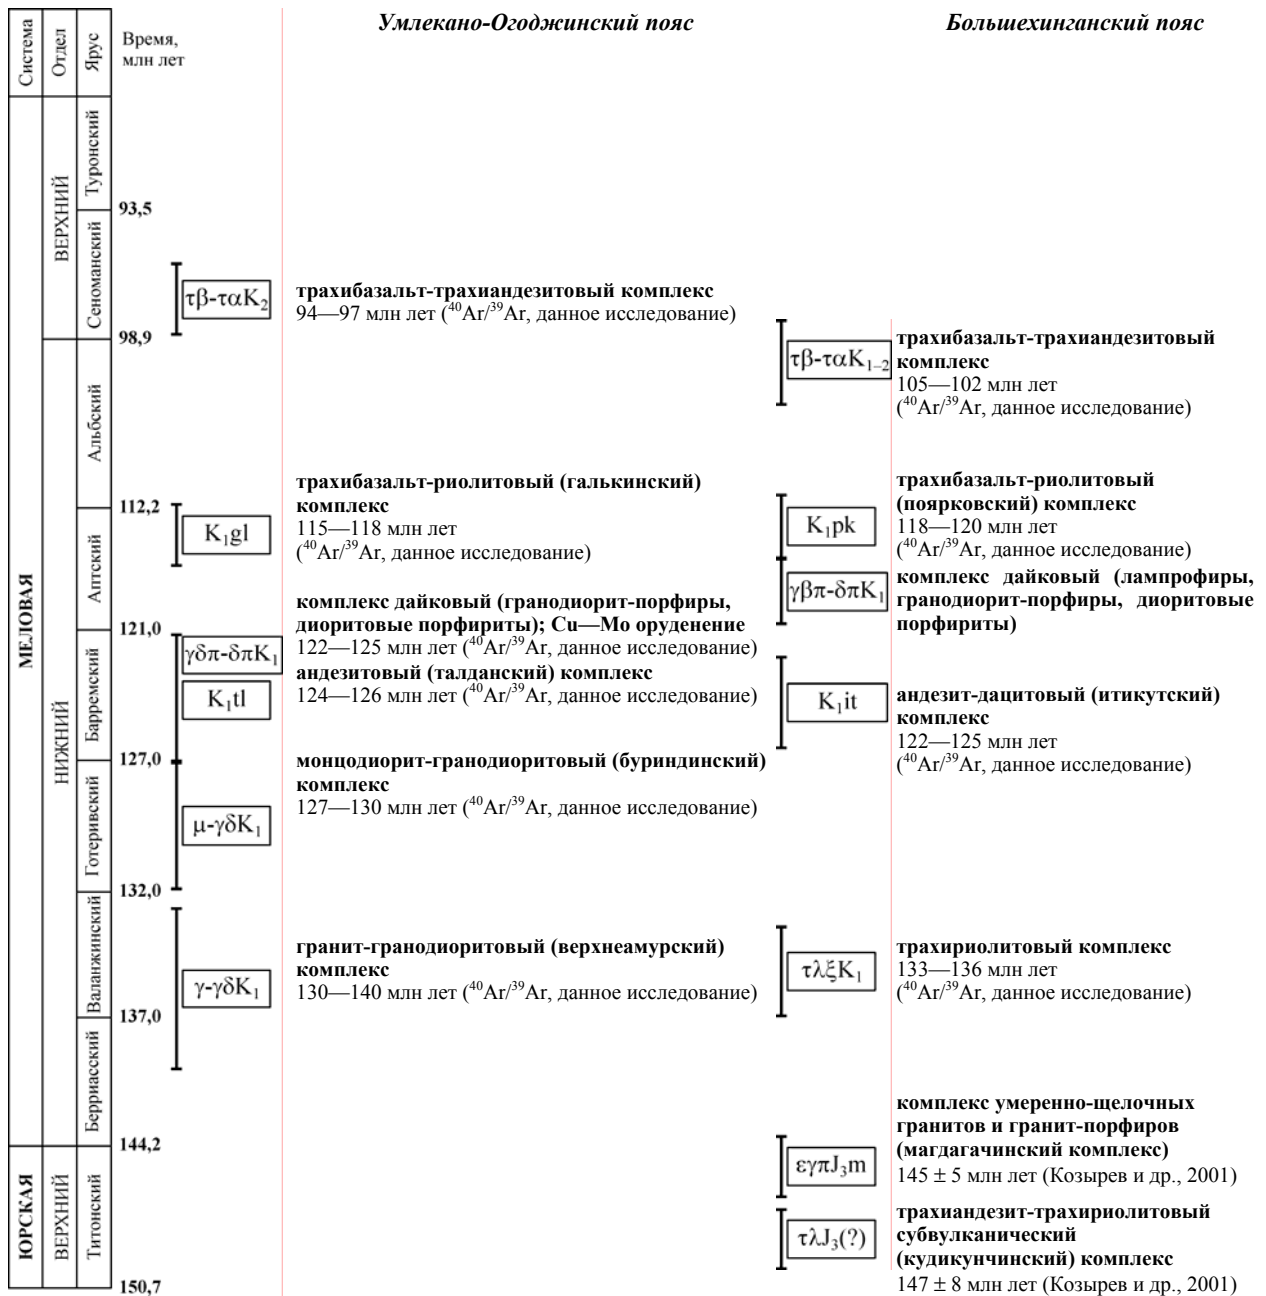 Система
Отдел
Ярус
Время,
млн лет
Умлекано-Огоджинский пояс
Большехинганский пояс
МЕЛОВАЯ
ЮРСКАЯ
ВЕРХНИЙ
НИЖНИЙ
ВЕРХНИЙ
Туронский
Сеноманский
Альбский
Аптский
Барремский
Готеривский
Валанжинский
Берриасский
Титонский
93,5
98,9
112,2
121,0
127,0
132,0
137,0
144,2
150,7
τβ-ταK₂
трахибазальт-трахиандезитовый комплекс
94—97 млн лет (⁴⁰Ar/³⁹Ar, данное исследование)
K₁gl
трахибазальт-риолитовый (галькинский)
комплекс
115—118 млн лет
(⁴⁰Ar/³⁹Ar, данное исследование)
γδπ-δπK₁
комплекс дайковый (гранодиорит-порфиры,
диоритовые порфириты); Cu—Mo оруденение
122—125 млн лет (⁴⁰Ar/³⁹Ar, данное исследование)
K₁tl
андезитовый (талданский) комплекс
124—126 млн лет (⁴⁰Ar/³⁹Ar, данное исследование)
μ-γδK₁
монцодиорит-гранодиоритовый (буриндинский)
комплекс
127—130 млн лет (⁴⁰Ar/³⁹Ar, данное исследование)
γ-γδK₁
гранит-гранодиоритовый (верхнеамурский)
комплекс
130—140 млн лет (⁴⁰Ar/³⁹Ar, данное исследование)
τβ-ταK₁₋₂
трахибазальт-трахиандезитовый
комплекс
105—102 млн лет
(⁴⁰Ar/³⁹Ar, данное исследование)
K₁pk
трахибазальт-риолитовый
(поярковский) комплекс
118—120 млн лет
(⁴⁰Ar/³⁹Ar, данное исследование)
γβπ-δπK₁
комплекс дайковый (лампрофиры,
гранодиорит-порфиры, диоритовые
порфириты)
K₁it
андезит-дацитовый (итикутский)
комплекс
122—125 млн лет
(⁴⁰Ar/³⁹Ar, данное исследование)
τλξK₁
трахириолитовый комплекс
133—136 млн лет
(⁴⁰Ar/³⁹Ar, данное исследование)
εγπJ₃m
комплекс умеренно-щелочных
гранитов и гранит-порфиров
(магдагачинский комплекс)
145 ± 5 млн лет (Козырев и др., 2001)
τλJ₃(?)
трахиандезит-трахириолитовый
субвулканический
(кудикунчинский) комплекс
147 ± 8 млн лет (Козырев и др., 2001)